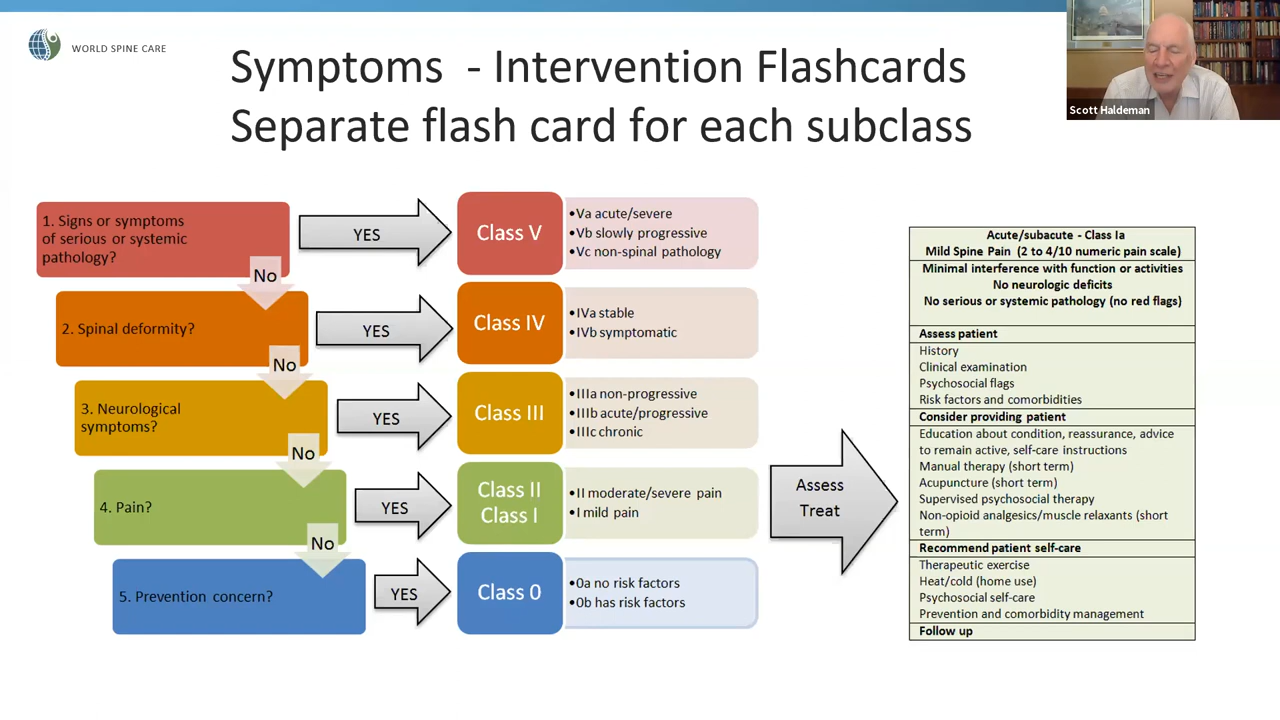 WORLD SPINE CARE
Symptoms - Intervention Flashcards
Separate flash card for each subclass
Scott Haldeman
1. Signs or symptoms
of serious or systemic
pathology?
No
YES
Class V
•Va acute/severe
•Vb slowly progressive
•Vc non-spinal pathology
2. Spinal deformity?
No
YES
Class IV
•IVa stable
•IVb symptomatic
3. Neurological
symptoms?
No
YES
Class III
•IIIa non-progressive
•IIIb acute/progressive
•IIIc chronic
4. Pain?
No
YES
Class II
Class I
•II moderate/severe pain
•I mild pain
5. Prevention concern?
YES
Class 0
•0a no risk factors
•0b has risk factors
Assess
Treat
Acute/subacute - Class Ia
Mild Spine Pain (2 to 4/10 numeric pain scale)
Minimal interference with function or activities
No neurologic deficits
No serious or systemic pathology (no red flags)
Assess patient
History
Clinical examination
Psychosocial flags
Risk factors and comorbidities
Consider providing patient
Education about condition, reassurance, advice
to remain active, self-care instructions
Manual therapy (short term)
Acupuncture (short term)
Supervised psychosocial therapy
Non-opioid analgesics/muscle relaxants (short
term)
Recommend patient self-care
Therapeutic exercise
Heat/cold (home use)
Psychosocial self-care
Prevention and comorbidity management
Follow up